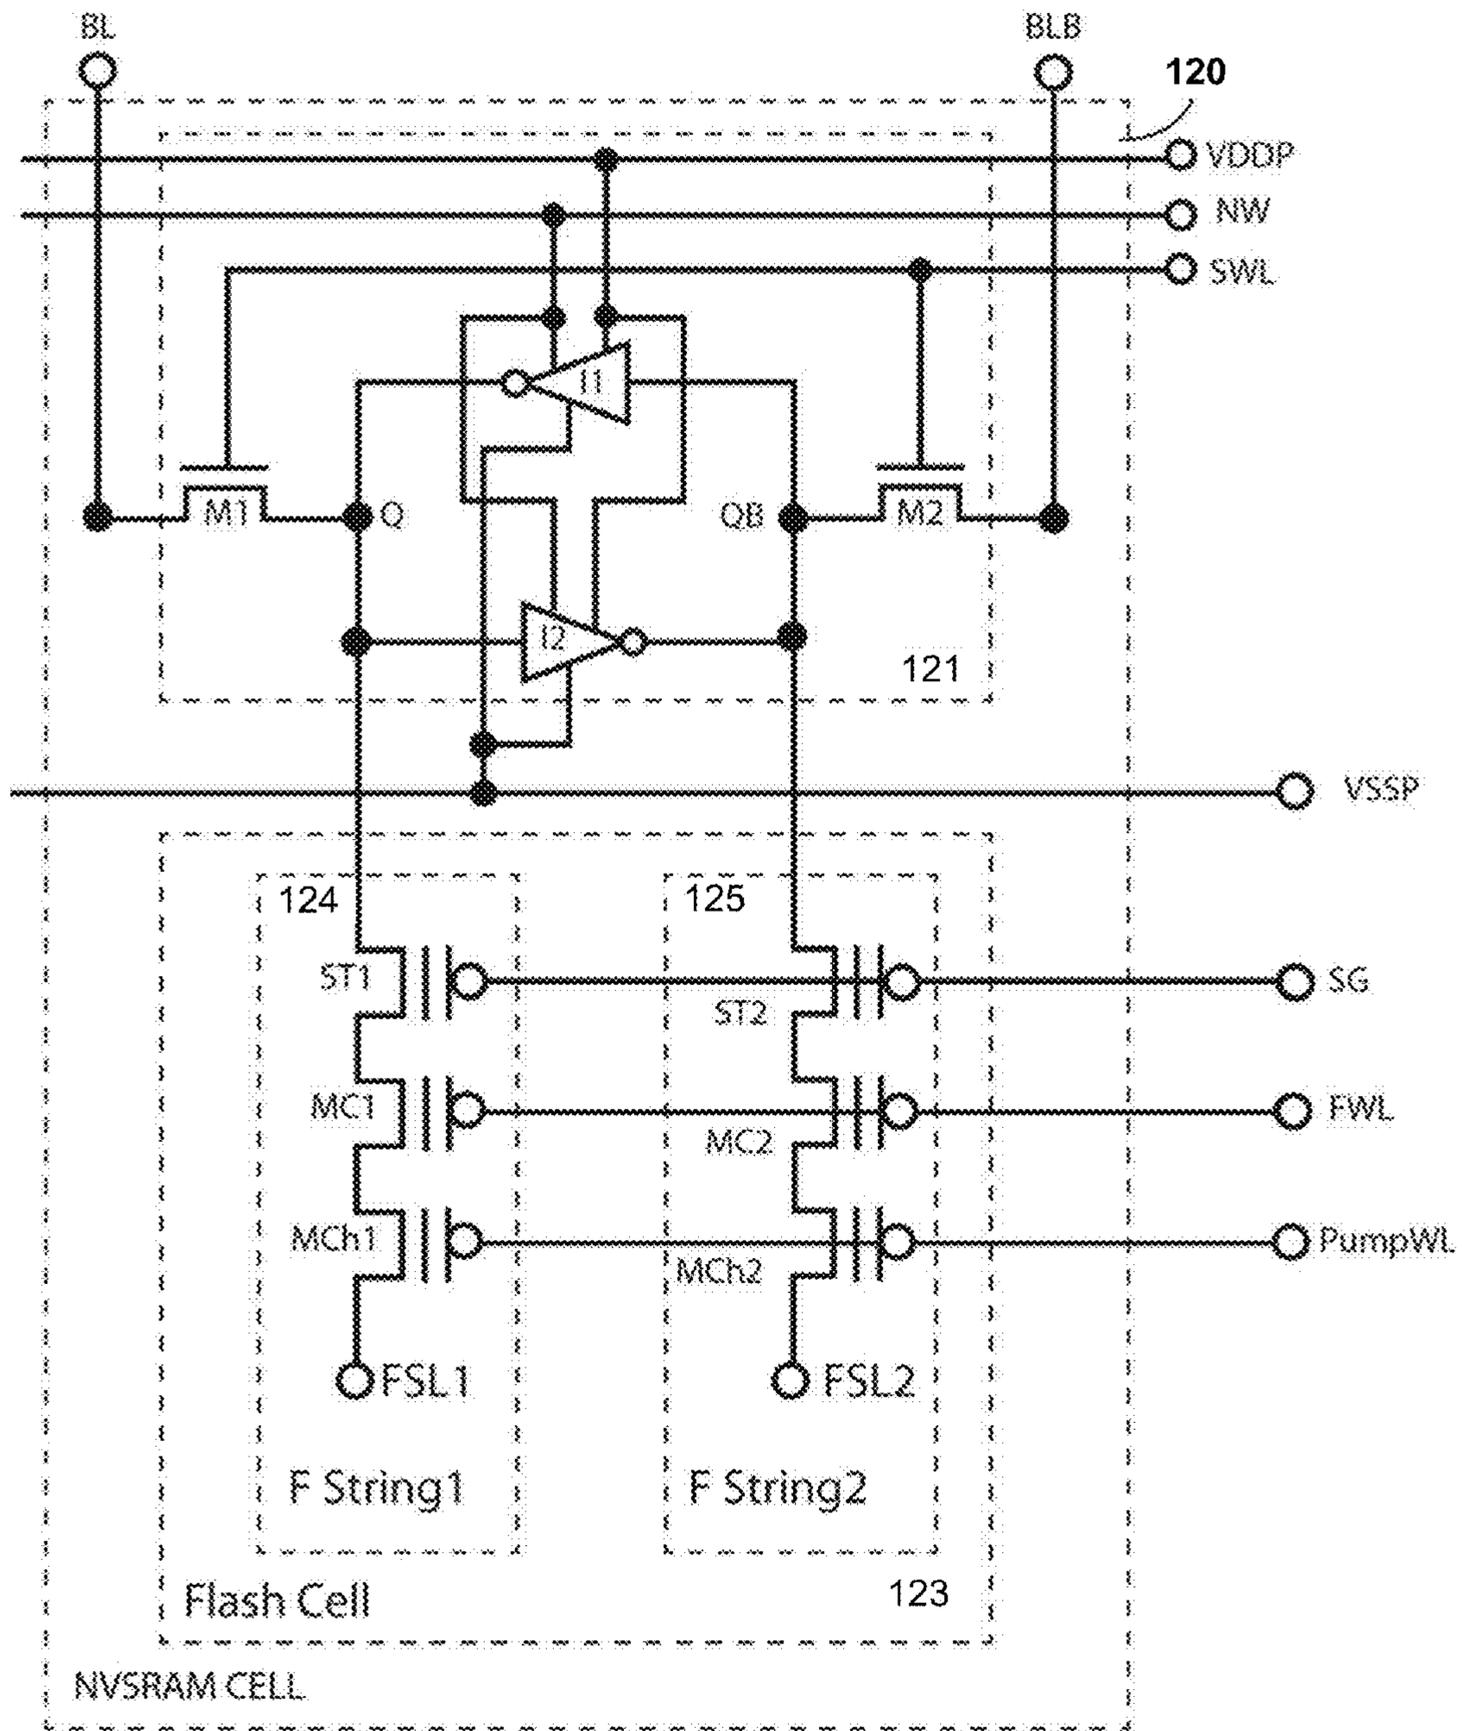 BL
BLB
120
VDDP
NW
SWL
I1
M1
Q
QB
M2
I2
121
VSSP
124
125
ST1
ST2
SG
MC1
MC2
FWL
MCh1
MCh2
PumpWL
FSL1
FSL2
F String1
F String2
Flash Cell
123
NVSRAM CELL